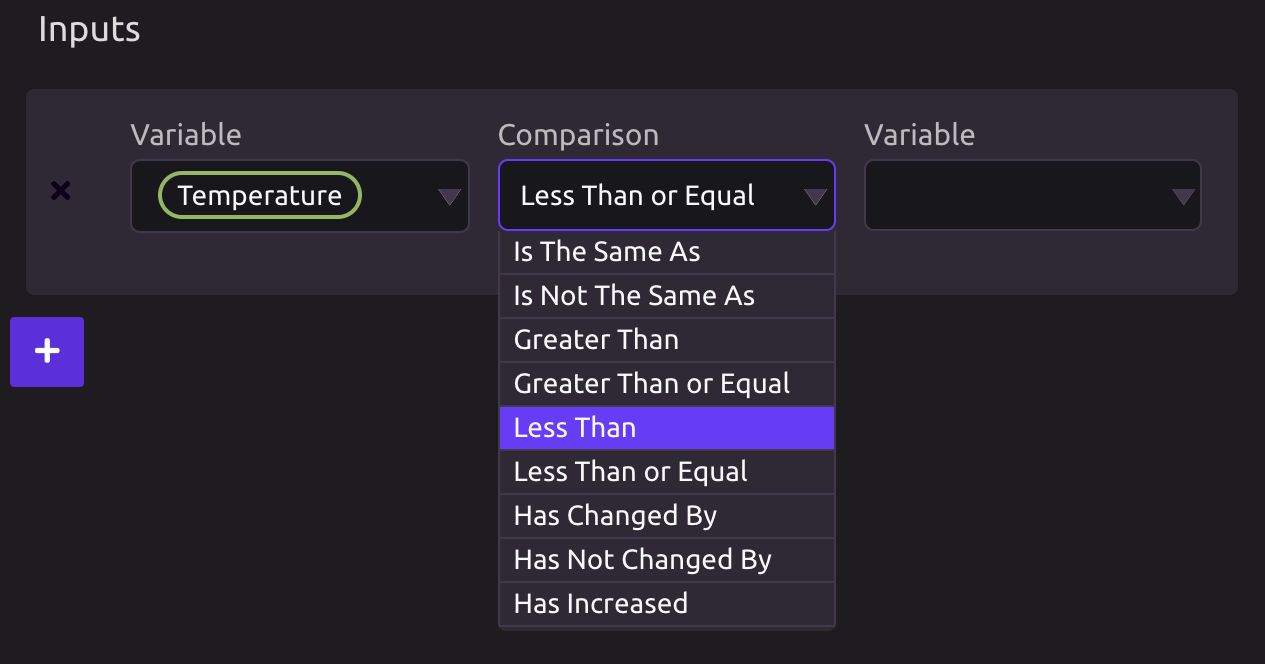 Inputs
Variable
Comparison
Variable
Temperature
Less Than or Equal
Is The Same As
Is Not The Same As
Greater Than
Greater Than or Equal
Less Than
Less Than or Equal
Has Changed By
Has Not Changed By
Has Increased